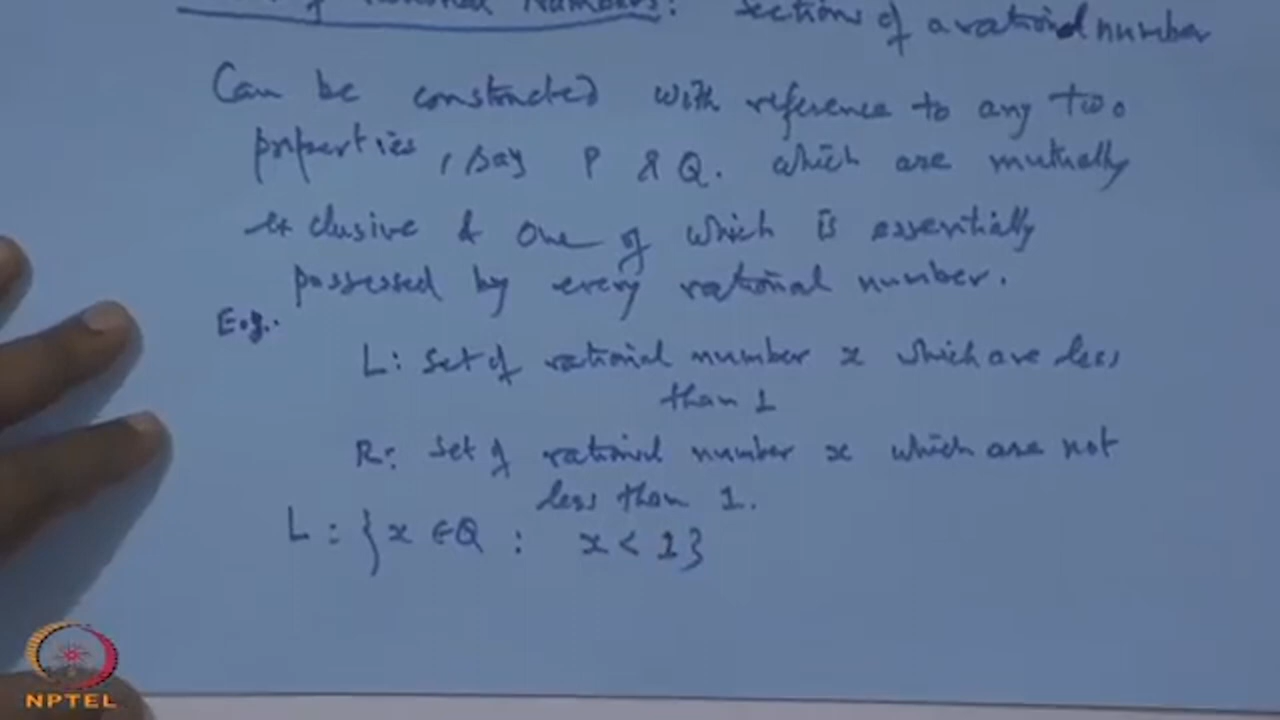 Numbers: Sections of a rational number
Can be constructed with reference to any two
properties, say P & Q. which are mutually
exclusive & one of which is essentially
possessed by every rational number.
E.g.
L: Set of rational number x which are less
than 1
R: Set of rational number x which are not
less than 1.
L: {x ∈ Q : x < 1}
NPTEL